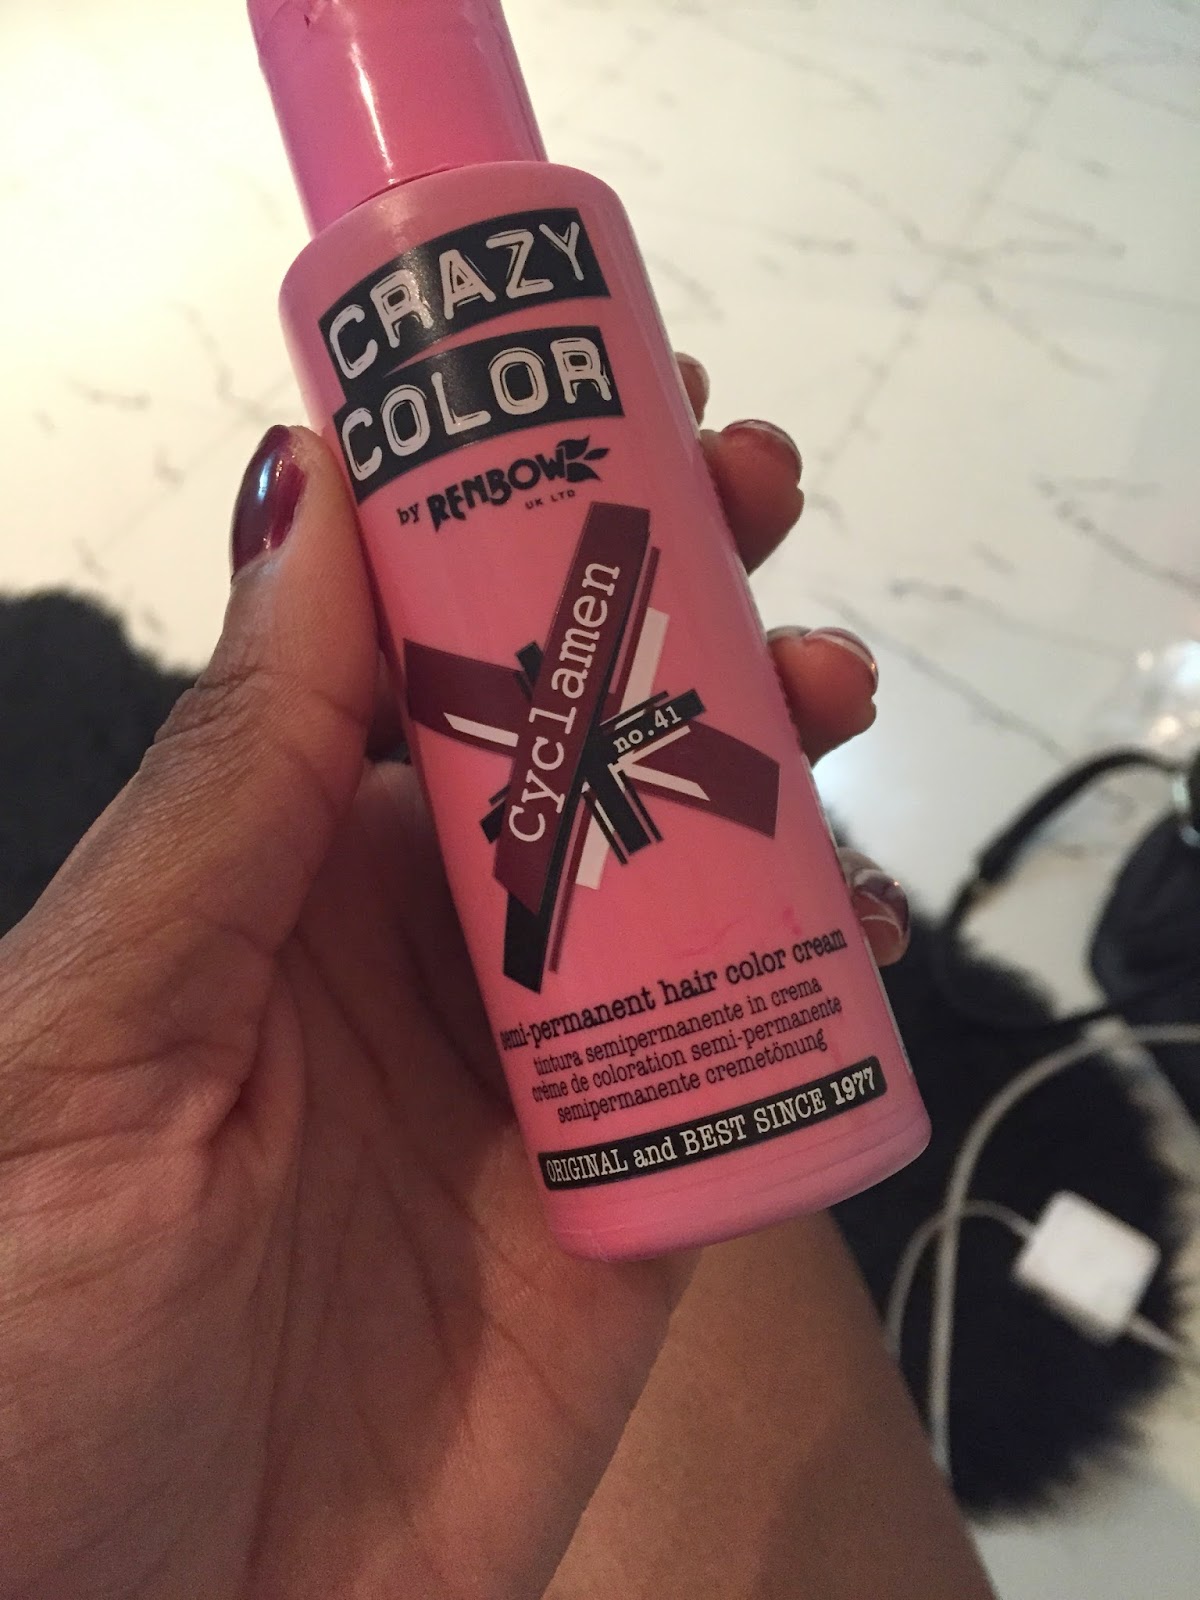 CRAZY
COLOR
by RENBOW
UK LTD
Cyclamen
no.41
semi-permanent hair color cream
tintura semipermanente in crema
crème de coloration semi-permanente
semipermanente cremetönung
ORIGINAL and BEST SINCE 1977